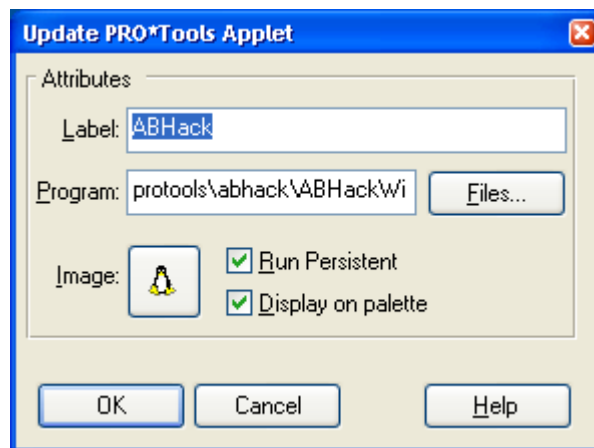 Update PRO*Tools Applet
Attributes
Label: ABHack
Program: protools\abhack\ABHackWi Files...
Image: Run Persistent
Display on palette
OK Cancel Help